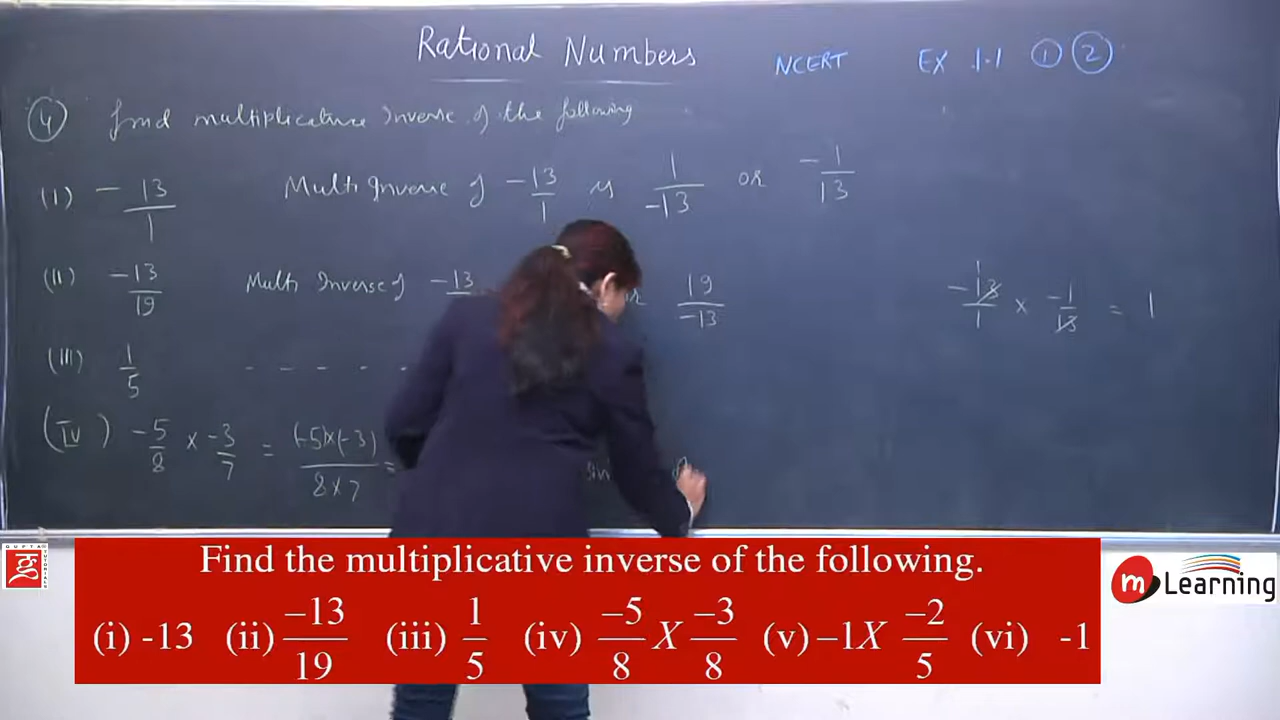 Rational Numbers NCERT EX 1.1 ① ②
④ find multiplicative Inverse of the following
(I) -13/1 Multi Inverse of -13/1 is 1/-13 or -1/13
(II) -13/19 Multi Inverse of -13 or 19/-13
-13/1 × -1/13 = 1
(III) 1/5 - - - -
(IV) -5/8 × -3/7 = (-5)×(-3)/8×7 =
Find the multiplicative inverse of the following.
(i) -13 (ii) -13/19 (iii) 1/5 (iv) -5/8 X -3/8 (v) -1X -2/5 (vi) -1
GUPTA TUTORIALS
m Learning